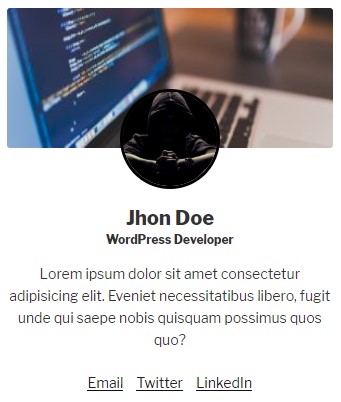 Jhon Doe
WordPress Developer
Lorem ipsum dolor sit amet consectetur
adipisicing elit. Eveniet necessitatibus libero, fugit
unde qui saepe nobis quisquam possimus quos
quo?
Email Twitter LinkedIn